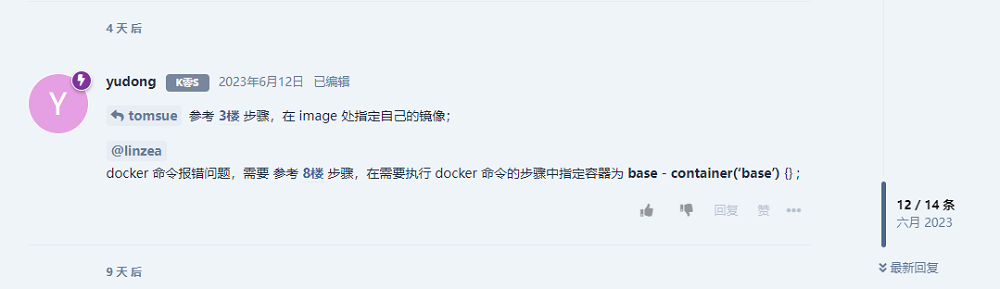 4 天 后
Y
yudong K零S 2023年6月12日 已编辑
tomsue 参考 3楼 步骤，在 image 处指定自己的镜像；
@linzea
docker 命令报错问题，需要 参考 8楼 步骤，在需要执行 docker 命令的步骤中指定容器为 base - container(‘base’) {} ;
回复 赞
9 天 后
12 / 14 条
六月 2023
最新回复